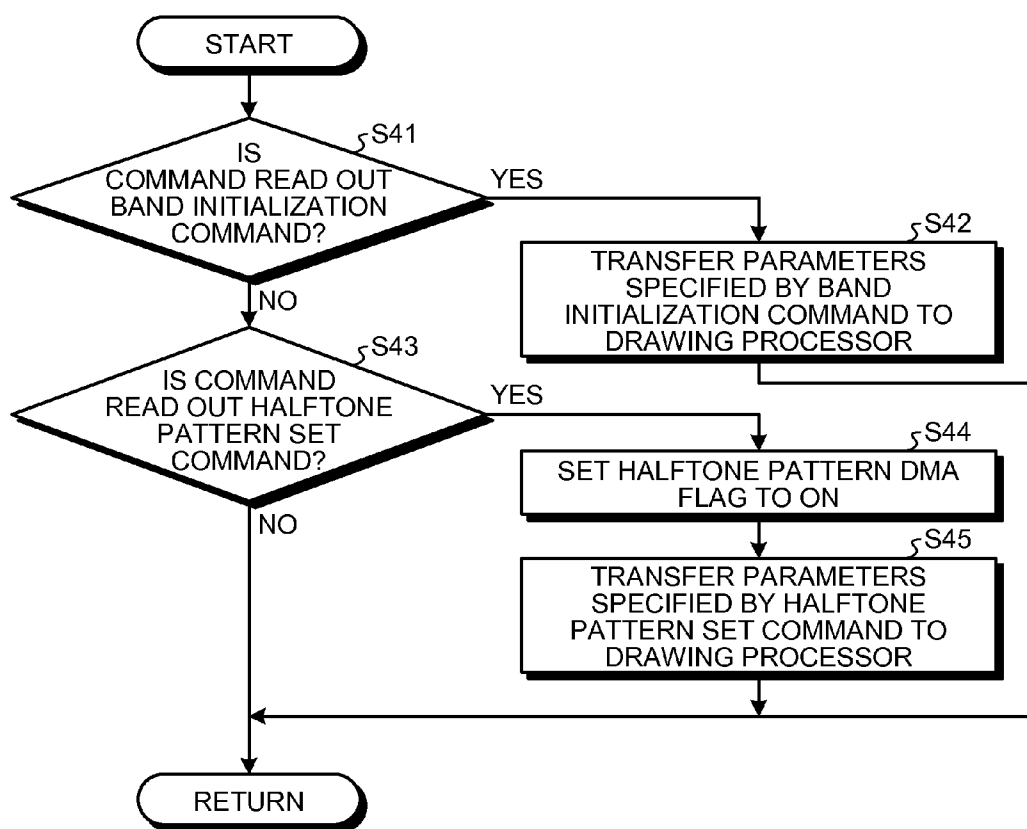 START
S41
IS
COMMAND READ OUT
BAND INITIALIZATION
COMMAND?
YES
S42
TRANSFER PARAMETERS
SPECIFIED BY BAND
INITIALIZATION COMMAND TO
DRAWING PROCESSOR
NO
S43
IS COMMAND
READ OUT HALFTONE
PATTERN SET
COMMAND?
YES
S44
SET HALFTONE PATTERN DMA
FLAG TO ON
NO
S45
TRANSFER PARAMETERS
SPECIFIED BY HALFTONE
PATTERN SET COMMAND TO
DRAWING PROCESSOR
RETURN